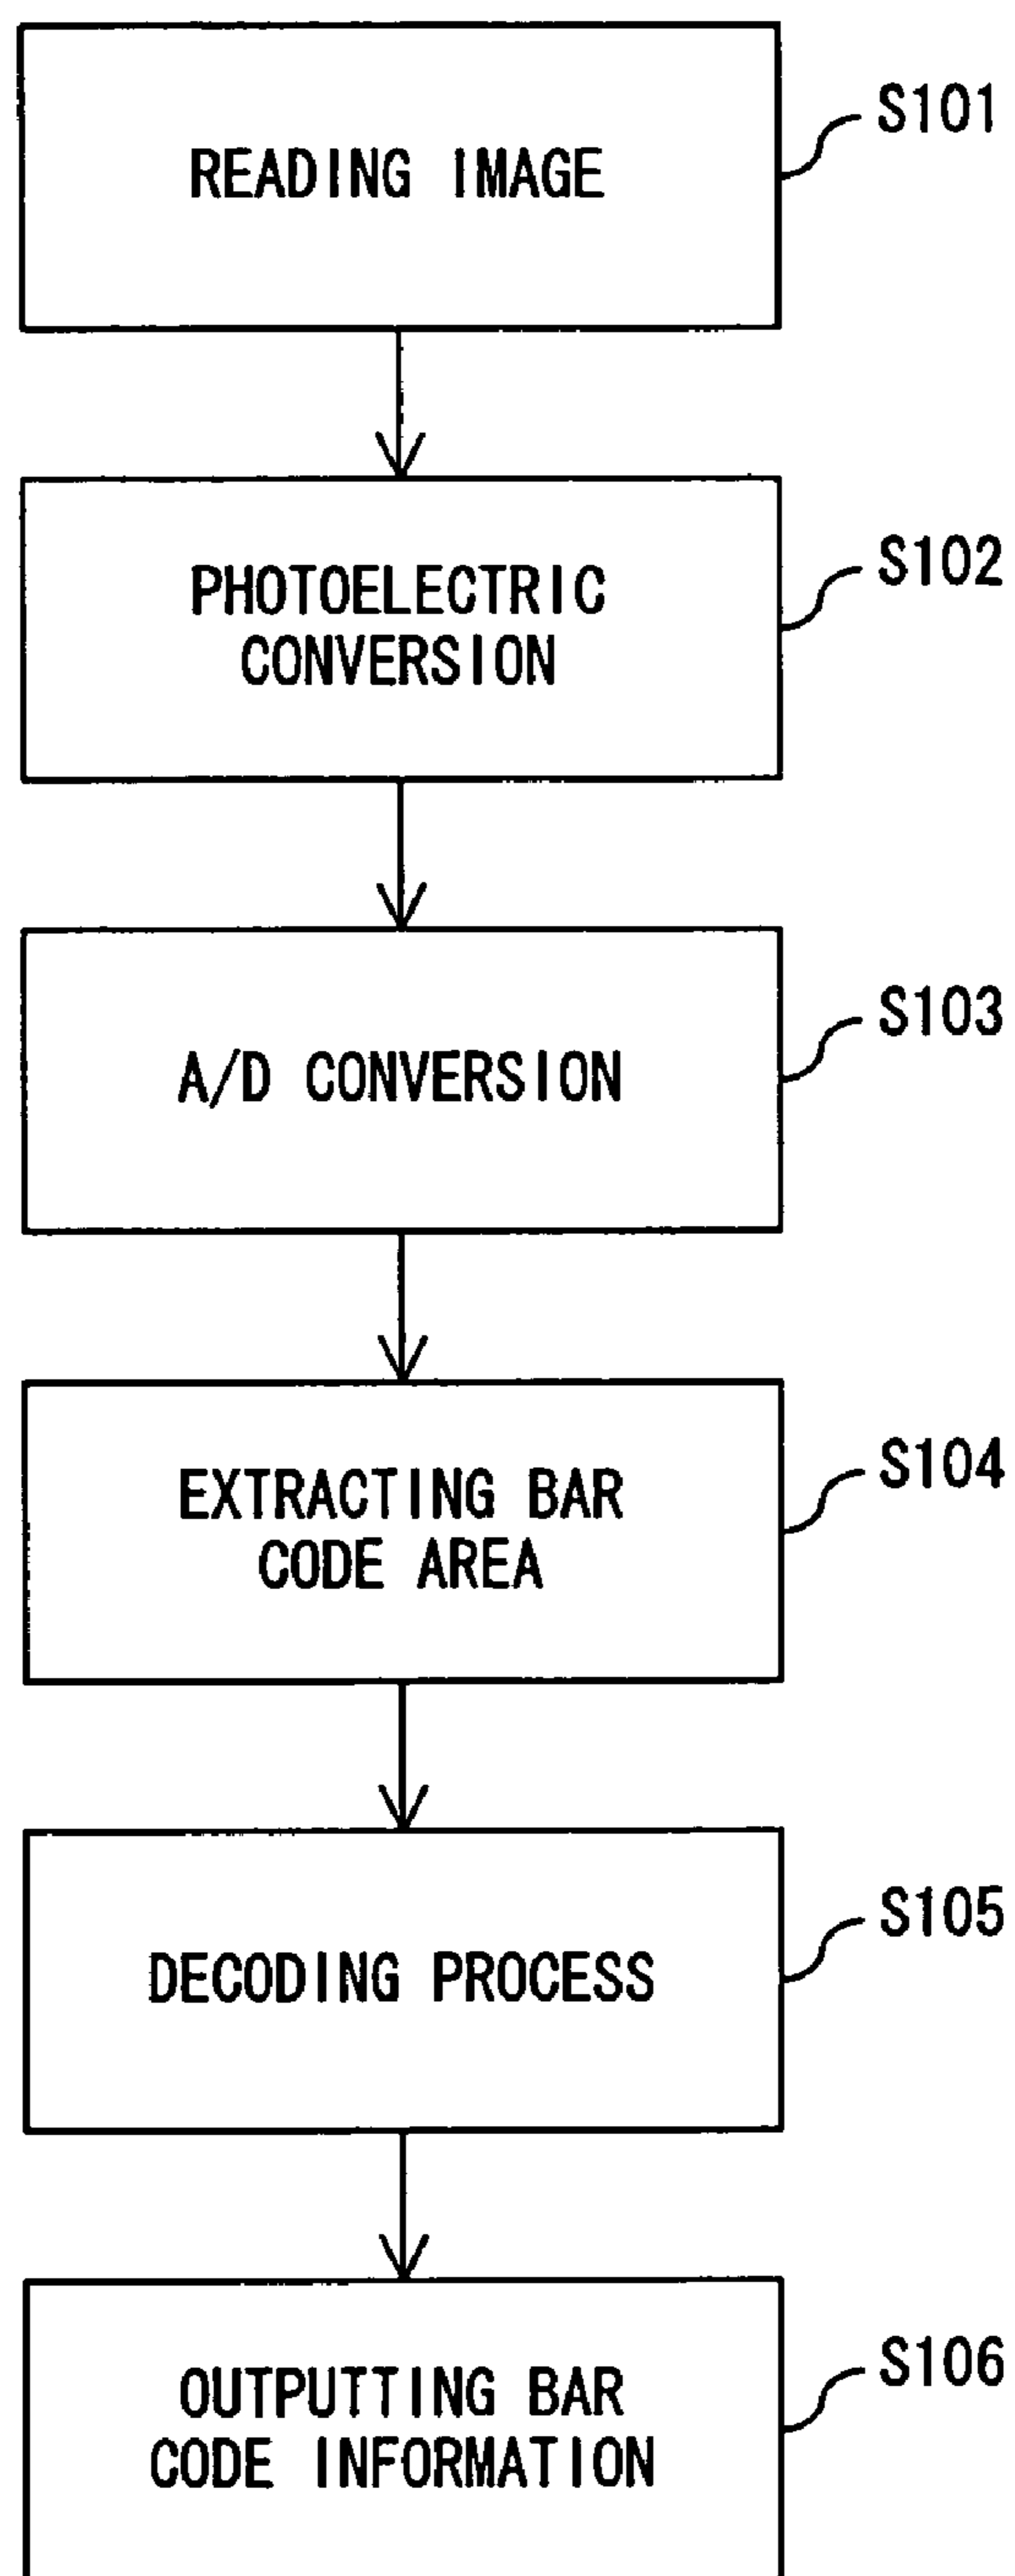 READING IMAGE
S101
PHOTOELECTRIC
CONVERSION
S102
A/D CONVERSION
S103
EXTRACTING BAR
CODE AREA
S104
DECODING PROCESS
S105
OUTPUTTING BAR
CODE INFORMATION
S106